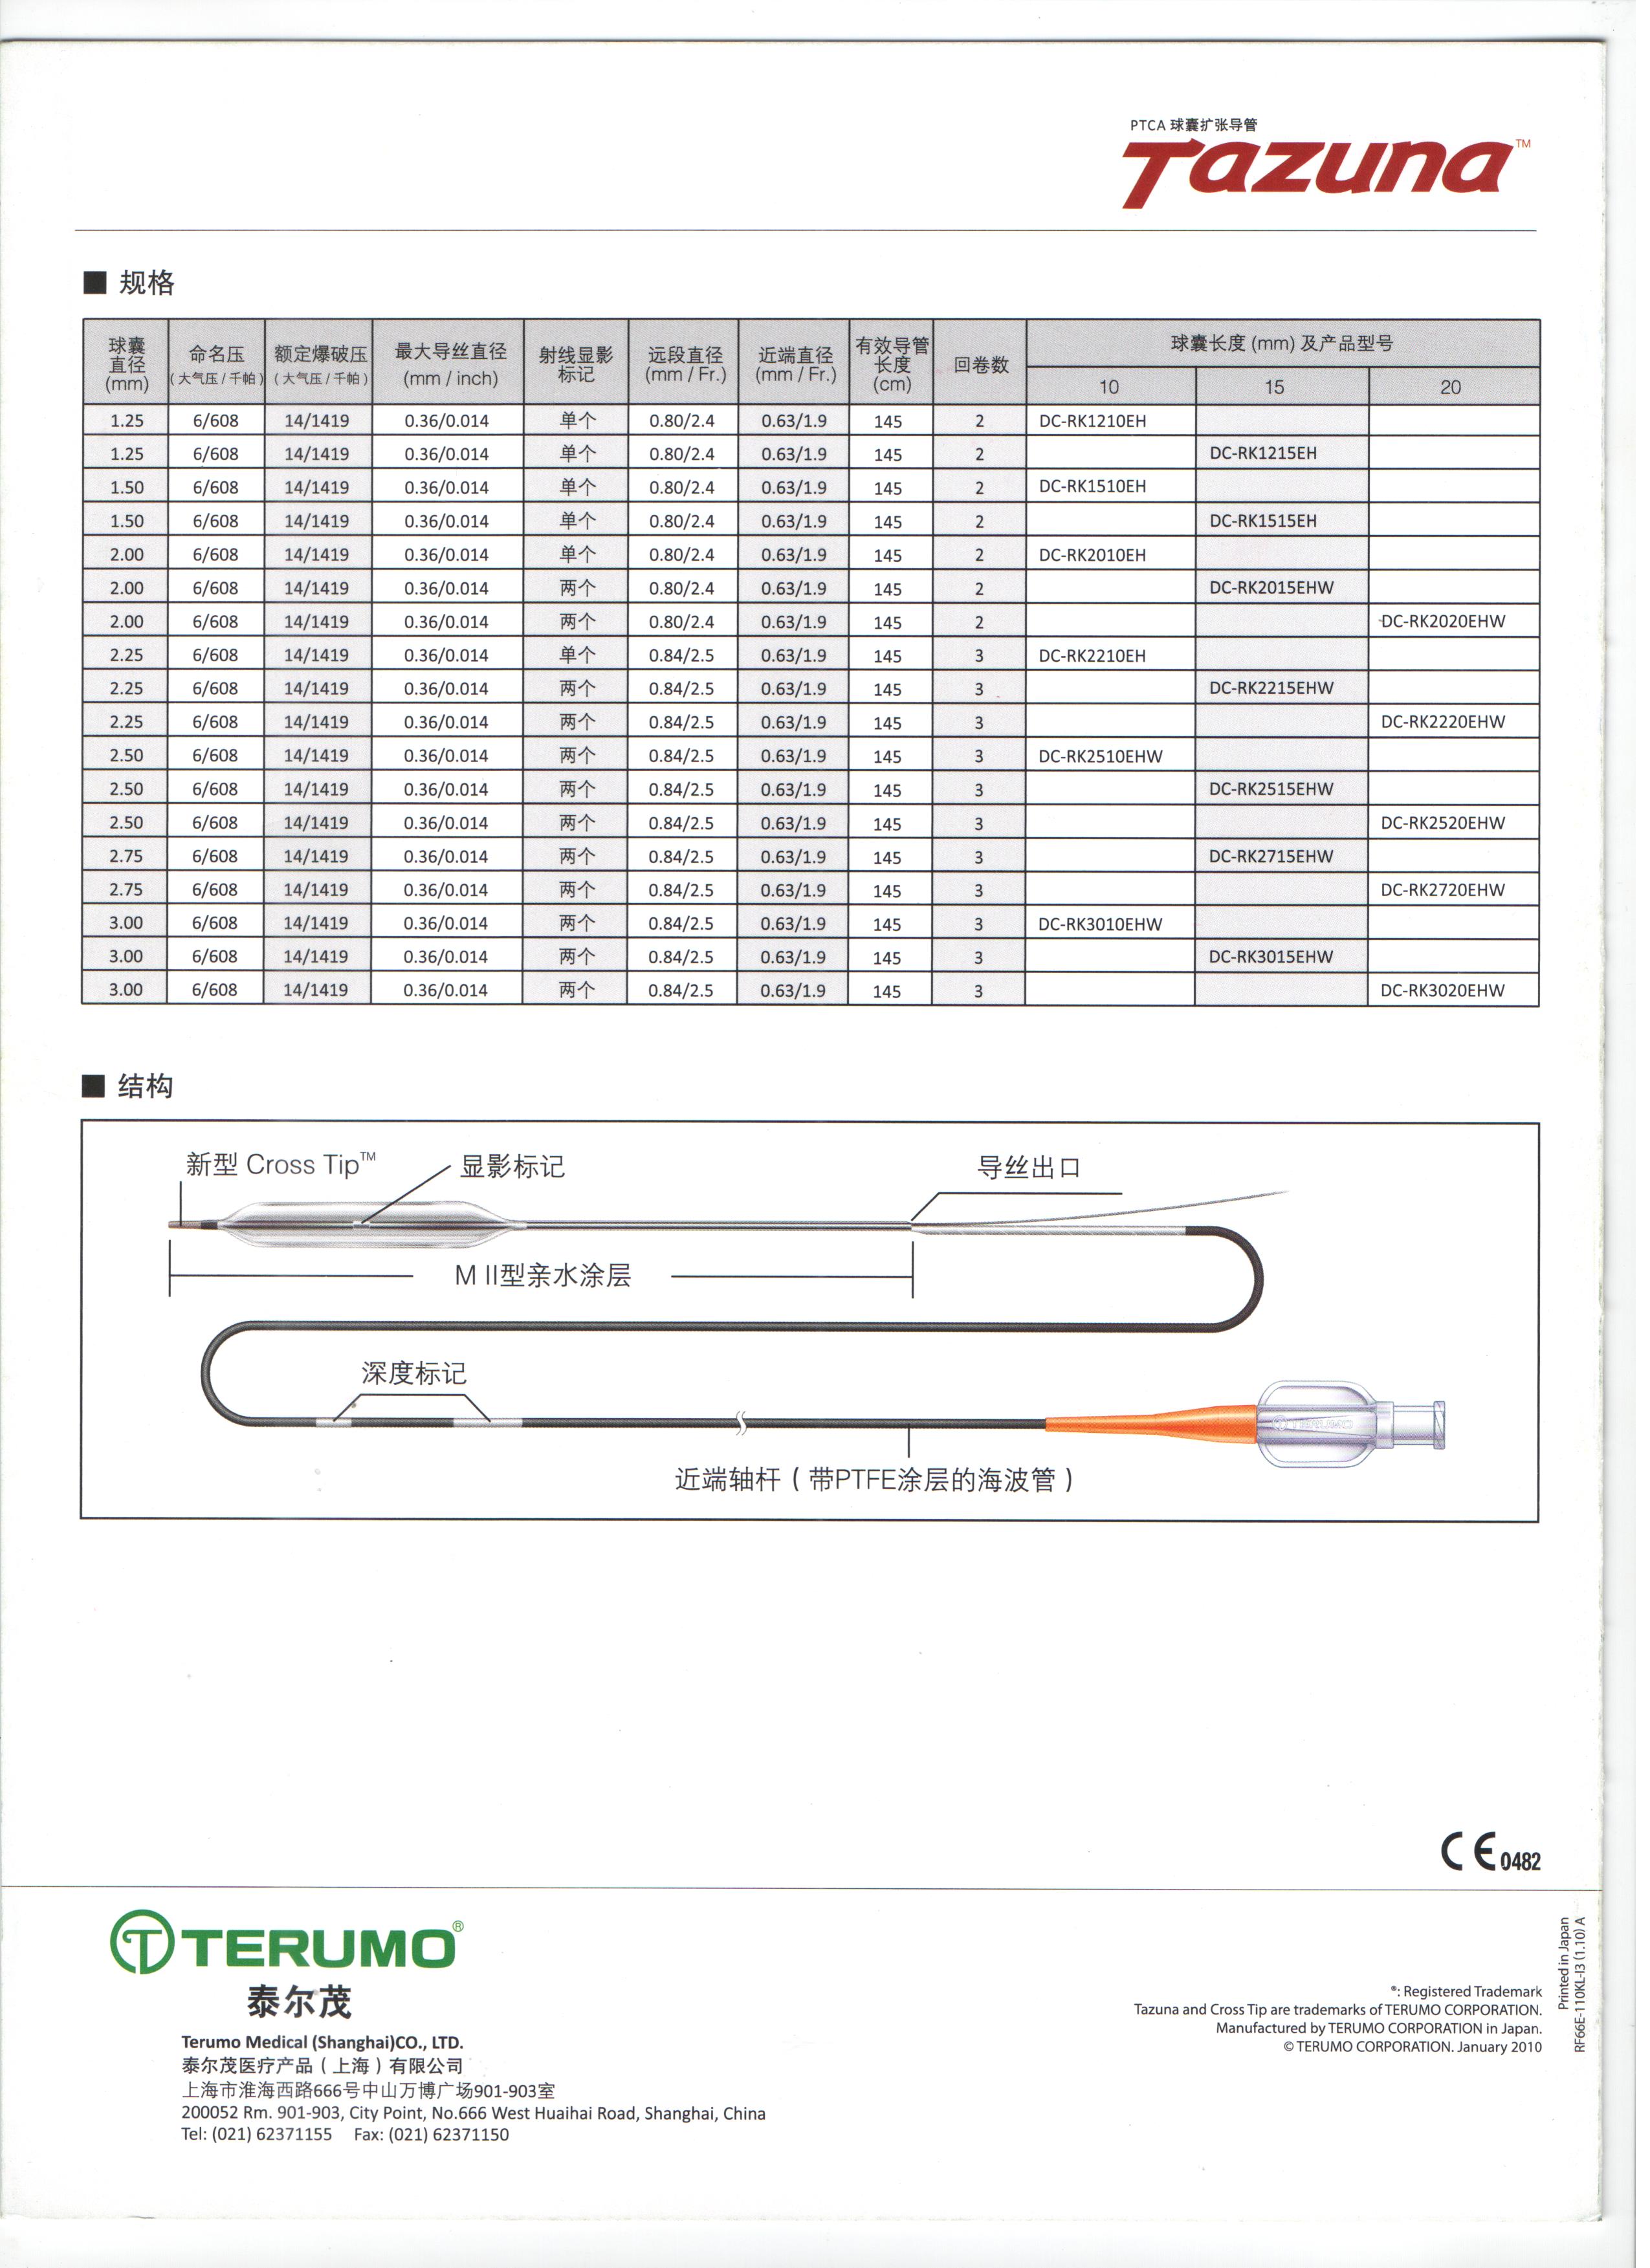 PTCA 球囊扩张导管
Tazuna™
■ 规格
球囊直径 (mm) 命名压 (大气压/千帕) 额定爆破压 (大气压/千帕) 最大导丝直径 (mm / inch) 射线显影标记 远段直径 (mm / Fr.) 近端直径 (mm / Fr.) 有效导管长度 (cm) 回卷数 球囊长度 (mm) 及产品型号
10 15 20
1.25 6/608 14/1419 0.36/0.014 单个 0.80/2.4 0.63/1.9 145 2 DC-RK1210EH
1.25 6/608 14/1419 0.36/0.014 单个 0.80/2.4 0.63/1.9 145 2 DC-RK1215EH
1.50 6/608 14/1419 0.36/0.014 单个 0.80/2.4 0.63/1.9 145 2 DC-RK1510EH
1.50 6/608 14/1419 0.36/0.014 单个 0.80/2.4 0.63/1.9 145 2 DC-RK1515EH
2.00 6/608 14/1419 0.36/0.014 单个 0.80/2.4 0.63/1.9 145 2 DC-RK2010EH
2.00 6/608 14/1419 0.36/0.014 两个 0.80/2.4 0.63/1.9 145 2 DC-RK2015EHW
2.00 6/608 14/1419 0.36/0.014 两个 0.80/2.4 0.63/1.9 145 2 DC-RK2020EHW
2.25 6/608 14/1419 0.36/0.014 单个 0.84/2.5 0.63/1.9 145 3 DC-RK2210EH
2.25 6/608 14/1419 0.36/0.014 两个 0.84/2.5 0.63/1.9 145 3 DC-RK2215EHW
2.25 6/608 14/1419 0.36/0.014 两个 0.84/2.5 0.63/1.9 145 3 DC-RK2220EHW
2.50 6/608 14/1419 0.36/0.014 两个 0.84/2.5 0.63/1.9 145 3 DC-RK2510EHW
2.50 6/608 14/1419 0.36/0.014 两个 0.84/2.5 0.63/1.9 145 3 DC-RK2515EHW
2.50 6/608 14/1419 0.36/0.014 两个 0.84/2.5 0.63/1.9 145 3 DC-RK2520EHW
2.75 6/608 14/1419 0.36/0.014 两个 0.84/2.5 0.63/1.9 145 3 DC-RK2715EHW
2.75 6/608 14/1419 0.36/0.014 两个 0.84/2.5 0.63/1.9 145 3 DC-RK2720EHW
3.00 6/608 14/1419 0.36/0.014 两个 0.84/2.5 0.63/1.9 145 3 DC-RK3010EHW
3.00 6/608 14/1419 0.36/0.014 两个 0.84/2.5 0.63/1.9 145 3 DC-RK3015EHW
3.00 6/608 14/1419 0.36/0.014 两个 0.84/2.5 0.63/1.9 145 3 DC-RK3020EHW
■ 结构
新型 Cross Tip™ 显影标记 导丝出口
M II型亲水涂层
深度标记
TERUMO
近端轴杆（带PTFE涂层的海波管）
CE 0482
TERUMO®
泰尔茂
Terumo Medical (Shanghai)CO., LTD.
泰尔茂医疗产品（上海）有限公司
上海市淮海西路666号中山万博广场901-903室
200052 Rm. 901-903, City Point, No.666 West Huaihai Road, Shanghai, China
Tel: (021) 62371155 Fax: (021) 62371150
®: Registered Trademark
Tazuna and Cross Tip are trademarks of TERUMO CORPORATION.
Manufactured by TERUMO CORPORATION in Japan.
© TERUMO CORPORATION. January 2010
Printed in Japan
RF66E-110KL-I3 (1.10) A